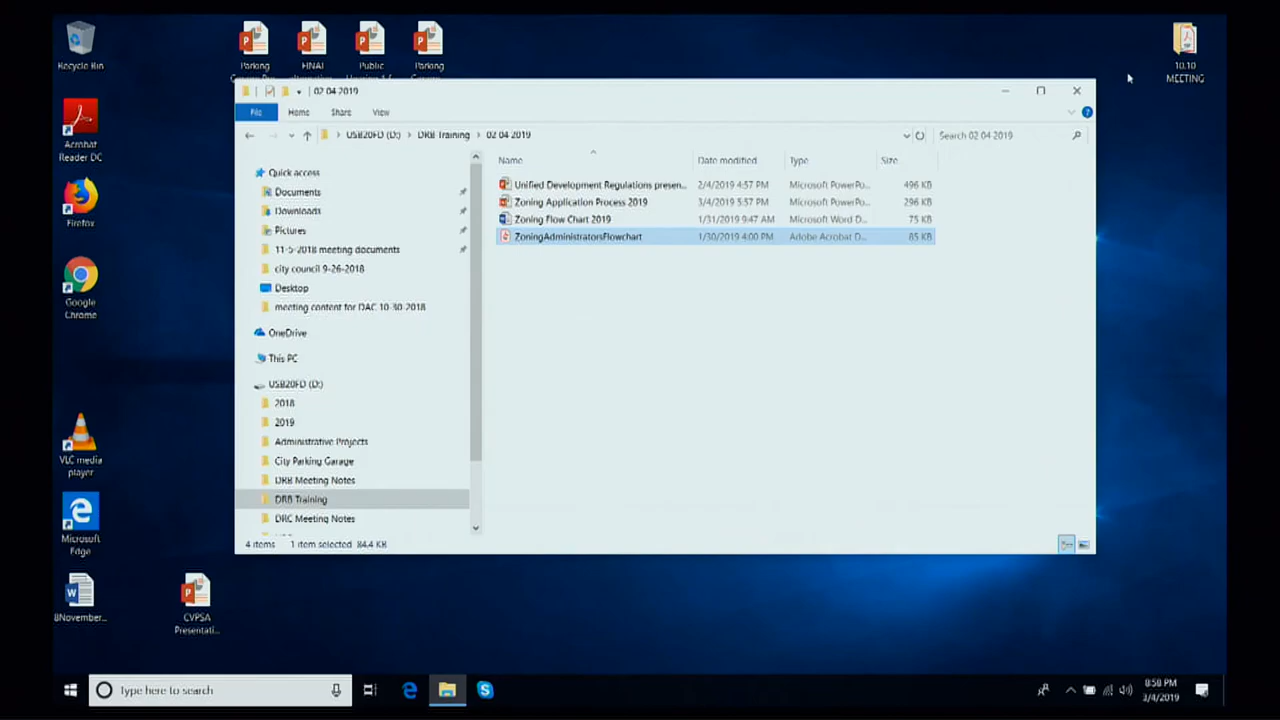 Recycle Bin
Acrobat
Reader DC
Firefox
Google
Chrome
VLC media
player
Microsoft
Edge
8November...
CVPSA
Presentati...
Parking
FINAL
Public
Parking
10.10
MEETING
02 04 2019
File Home Share View
USB20FD (D:) > DRB Training > 02 04 2019
Search 02 04 2019
Quick access
Documents
Downloads
Pictures
11-5-2018 meeting documents
city council 9-26-2018
Desktop
meeting content for DAC 10-30-2018
OneDrive
This PC
USB20FD (D:)
2018
2019
Administrative Projects
City Parking Garage
DRB Meeting Notes
DRB Training
DRC Meeting Notes
Name Date modified Type Size
Unified Development Regulations presen... 2/4/2019 4:57 PM Microsoft PowerPo... 496 KB
Zoning Application Process 2019 3/4/2019 5:57 PM Microsoft PowerPo... 296 KB
Zoning Flow Chart 2019 1/31/2019 9:47 AM Microsoft Word D... 75 KB
ZoningAdministratorsFlowchart 1/30/2019 4:00 PM Adobe Acrobat D... 85 KB
4 items 1 item selected 84.4 KB
Type here to search
8:58 PM
3/4/2019